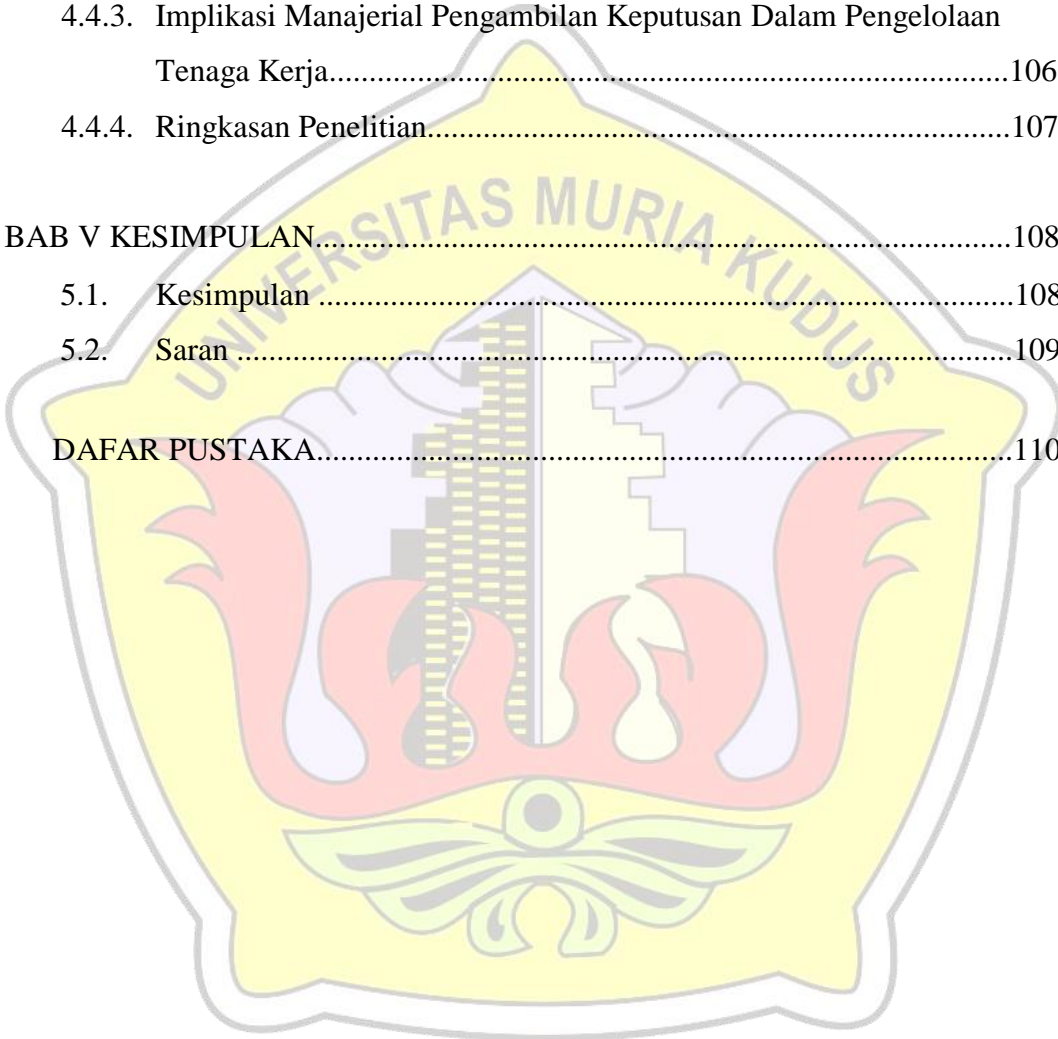 4.4.3. Implikasi Manajerial Pengambilan Keputusan Dalam Pengelolaan
Tenaga Kerja....................................................................................106
4.4.4. Ringkasan Penelitian........................................................................107
UNIVERSITAS MURIA KUDUS
BAB V KESIMPULAN......................................................................................108
5.1. Kesimpulan ......................................................................................108
5.2. Saran ................................................................................................109
DAFAR PUSTAKA......................................................................................110